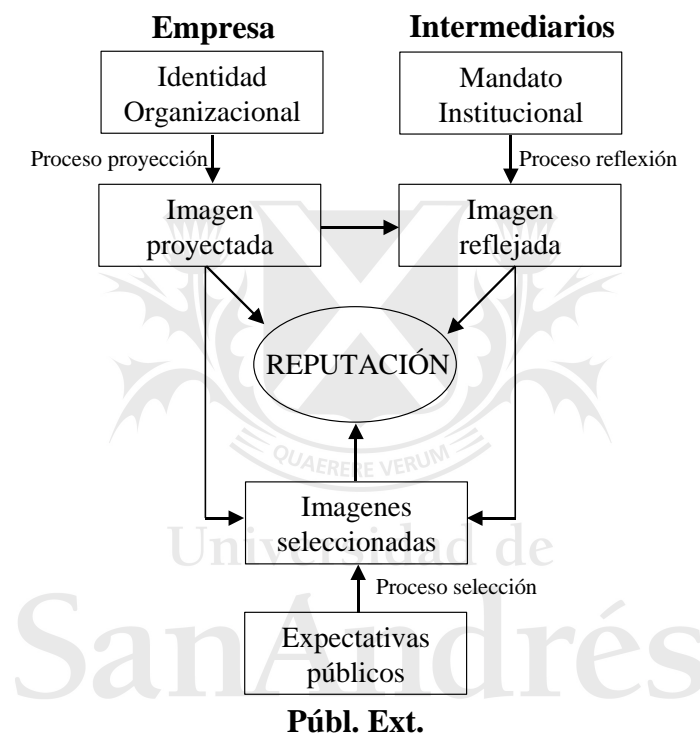 Empresa
Intermediarios
Identidad
Organizacional
Mandato
Institucional
Proceso proyección
Proceso reflexión
Imagen
proyectada
Imagen
reflejada
REPUTACIÓN
QUAERERE VERUM
Imagenes
seleccionadas
Universidad de
SanAndrés
Proceso selección
Expectativas
públicos
Públ. Ext.